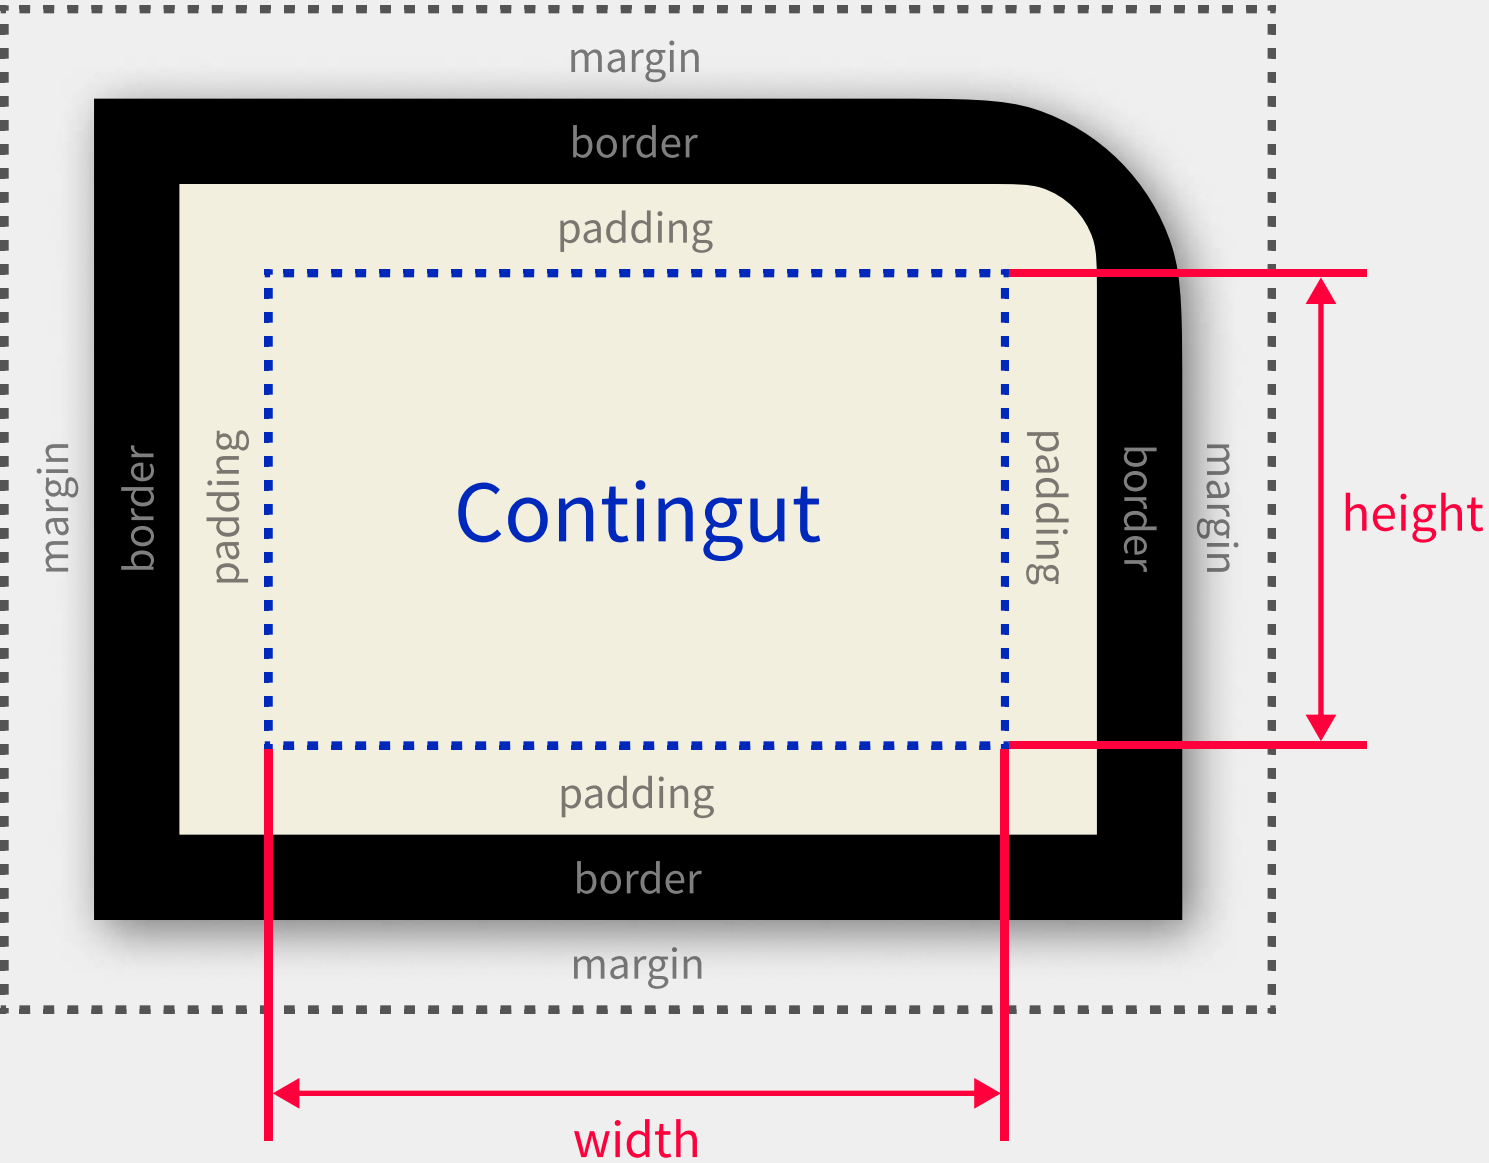 margin
border
padding
margin
border
padding
Contingut
padding
border
margin
height
padding
border
margin
width